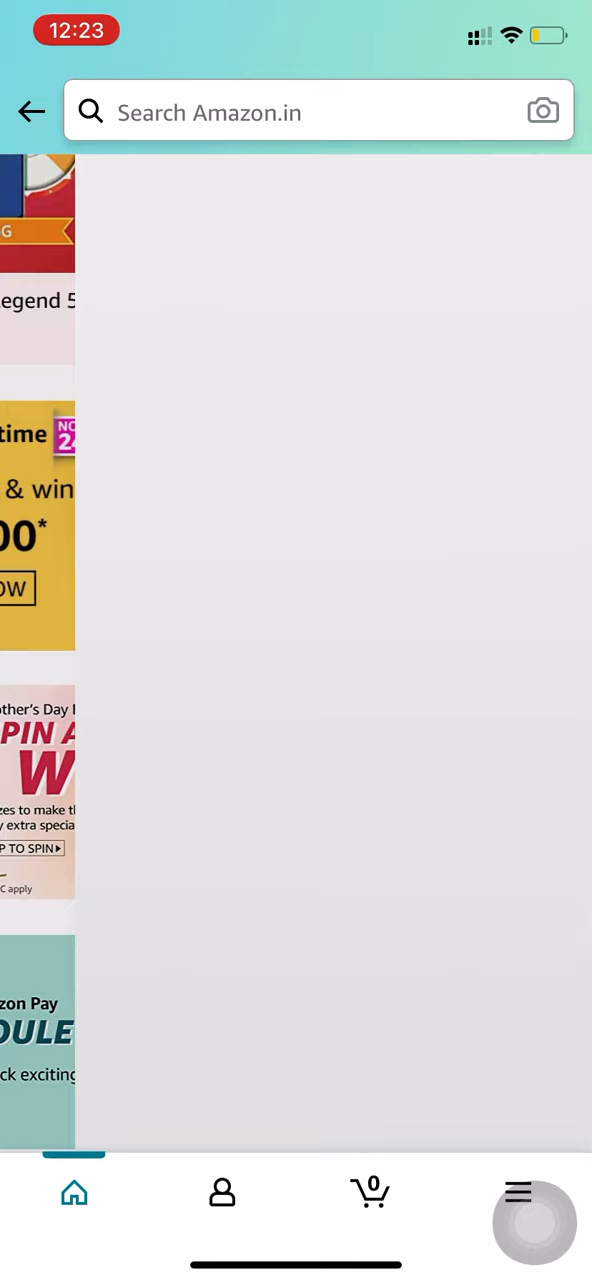 12:23
Search Amazon.in
G
egend 5
time
& win
00*
OW
other's Day
PIN A
W
zes to make t
y extra specia
P TO SPIN
C apply
zon Pay
OULE
ck exciting
0